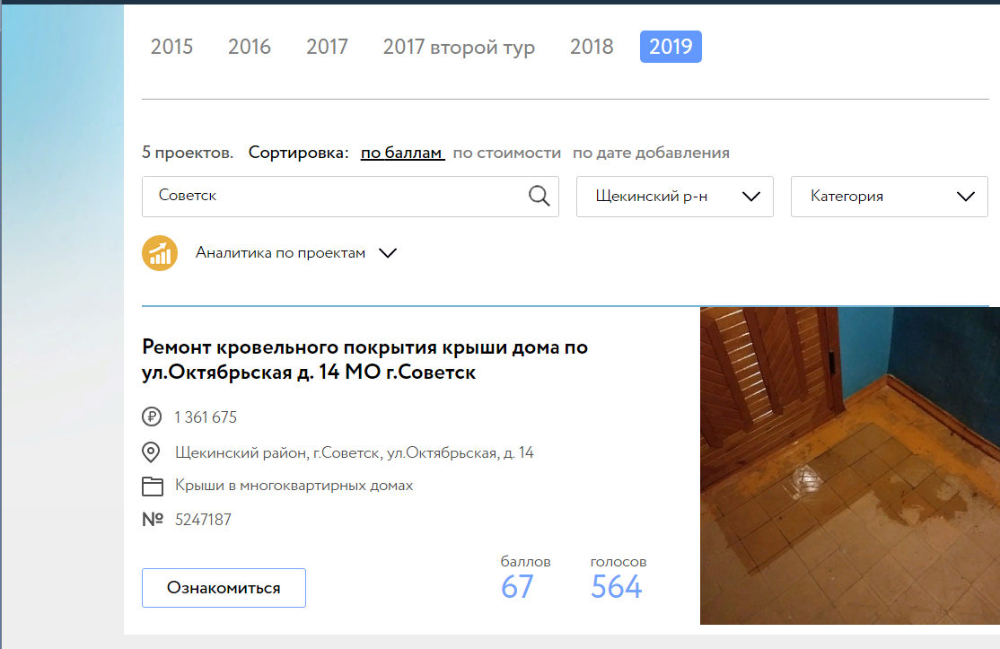 2015 2016 2017 2017 второй тур 2018 2019
5 проектов. Сортировка: по баллам по стоимости по дате добавления
Советск Щекинский р-н Категория
Аналитика по проектам
Ремонт кровельного покрытия крыши дома по
ул.Октябрьская д. 14 МО г.Советск
1 361 675
Щекинский район, г.Советск, ул.Октябрьская, д. 14
Крыши в многоквартирных домах
№ 5247187
баллов голосов
67 564
Ознакомиться